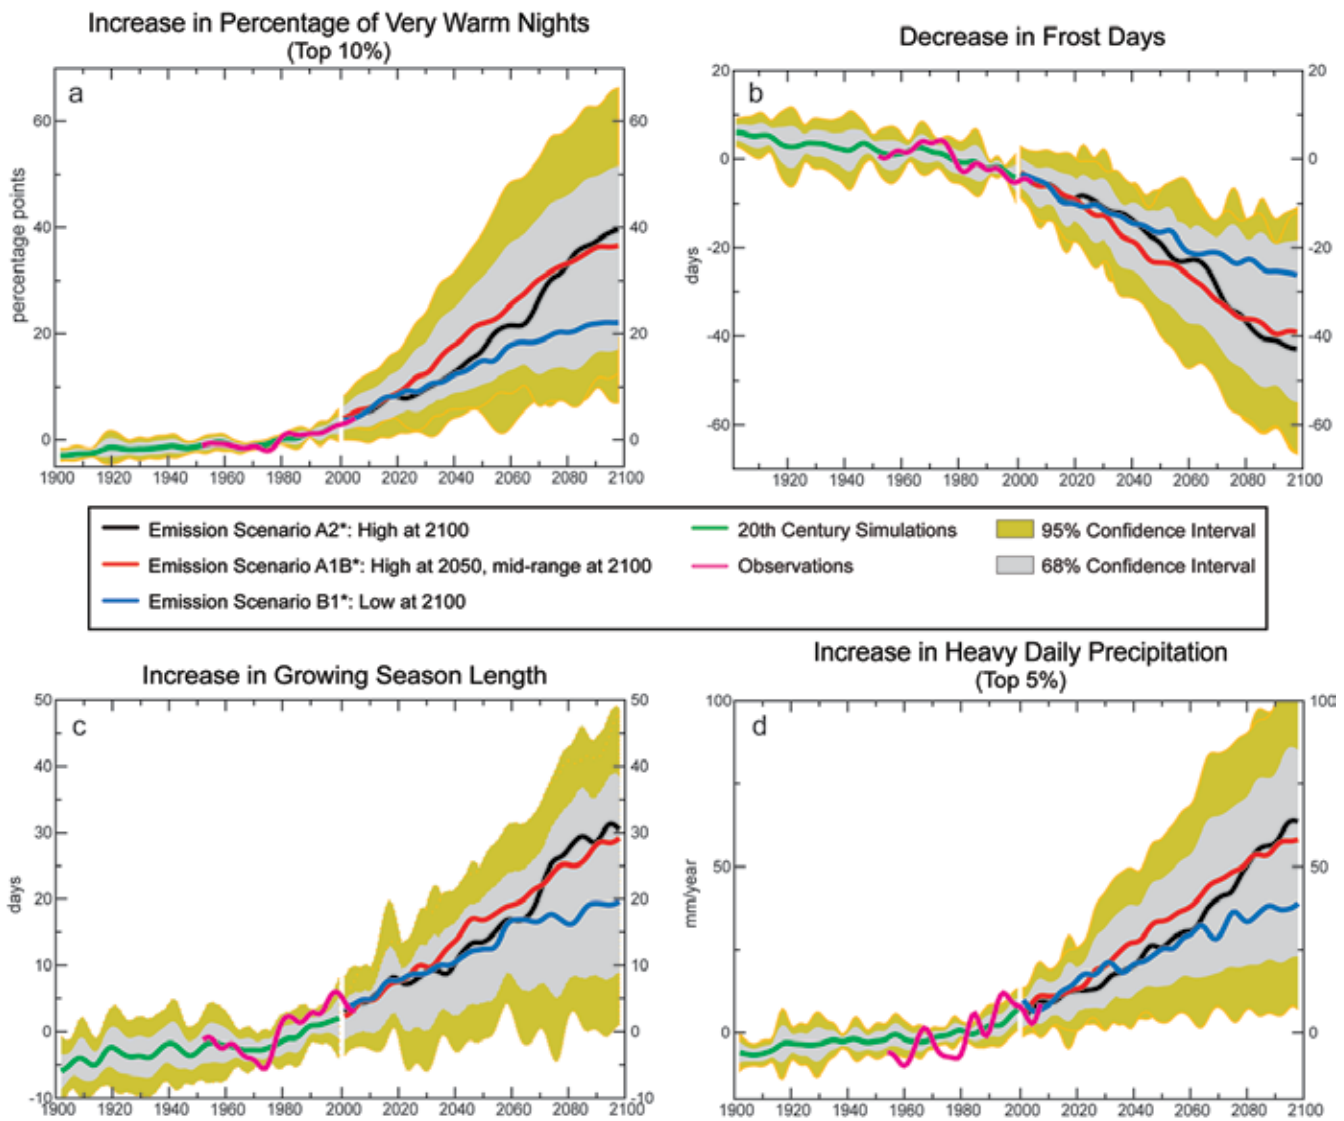 Increase in Percentage of Very Warm Nights
(Top 10%)
a
percentage points
60
40
20
0
60
40
20
0
1900 1920 1940 1960 1980 2000 2020 2040 2060 2080 2100
Decrease in Frost Days
b
days
20
0
-20
-40
-60
20
0
-20
-40
-60
1920 1940 1960 1980 2000 2020 2040 2060 2080 2100
Emission Scenario A2*: High at 2100
Emission Scenario A1B*: High at 2050, mid-range at 2100
Emission Scenario B1*: Low at 2100
20th Century Simulations
Observations
95% Confidence Interval
68% Confidence Interval
Increase in Growing Season Length
c
days
50
40
30
20
10
0
-10
50
40
30
20
10
0
-10
1900 1920 1940 1960 1980 2000 2020 2040 2060 2080 2100
Increase in Heavy Daily Precipitation
(Top 5%)
d
mm/year
100
50
0
100
50
0
1900 1920 1940 1960 1980 2000 2020 2040 2060 2080 2100